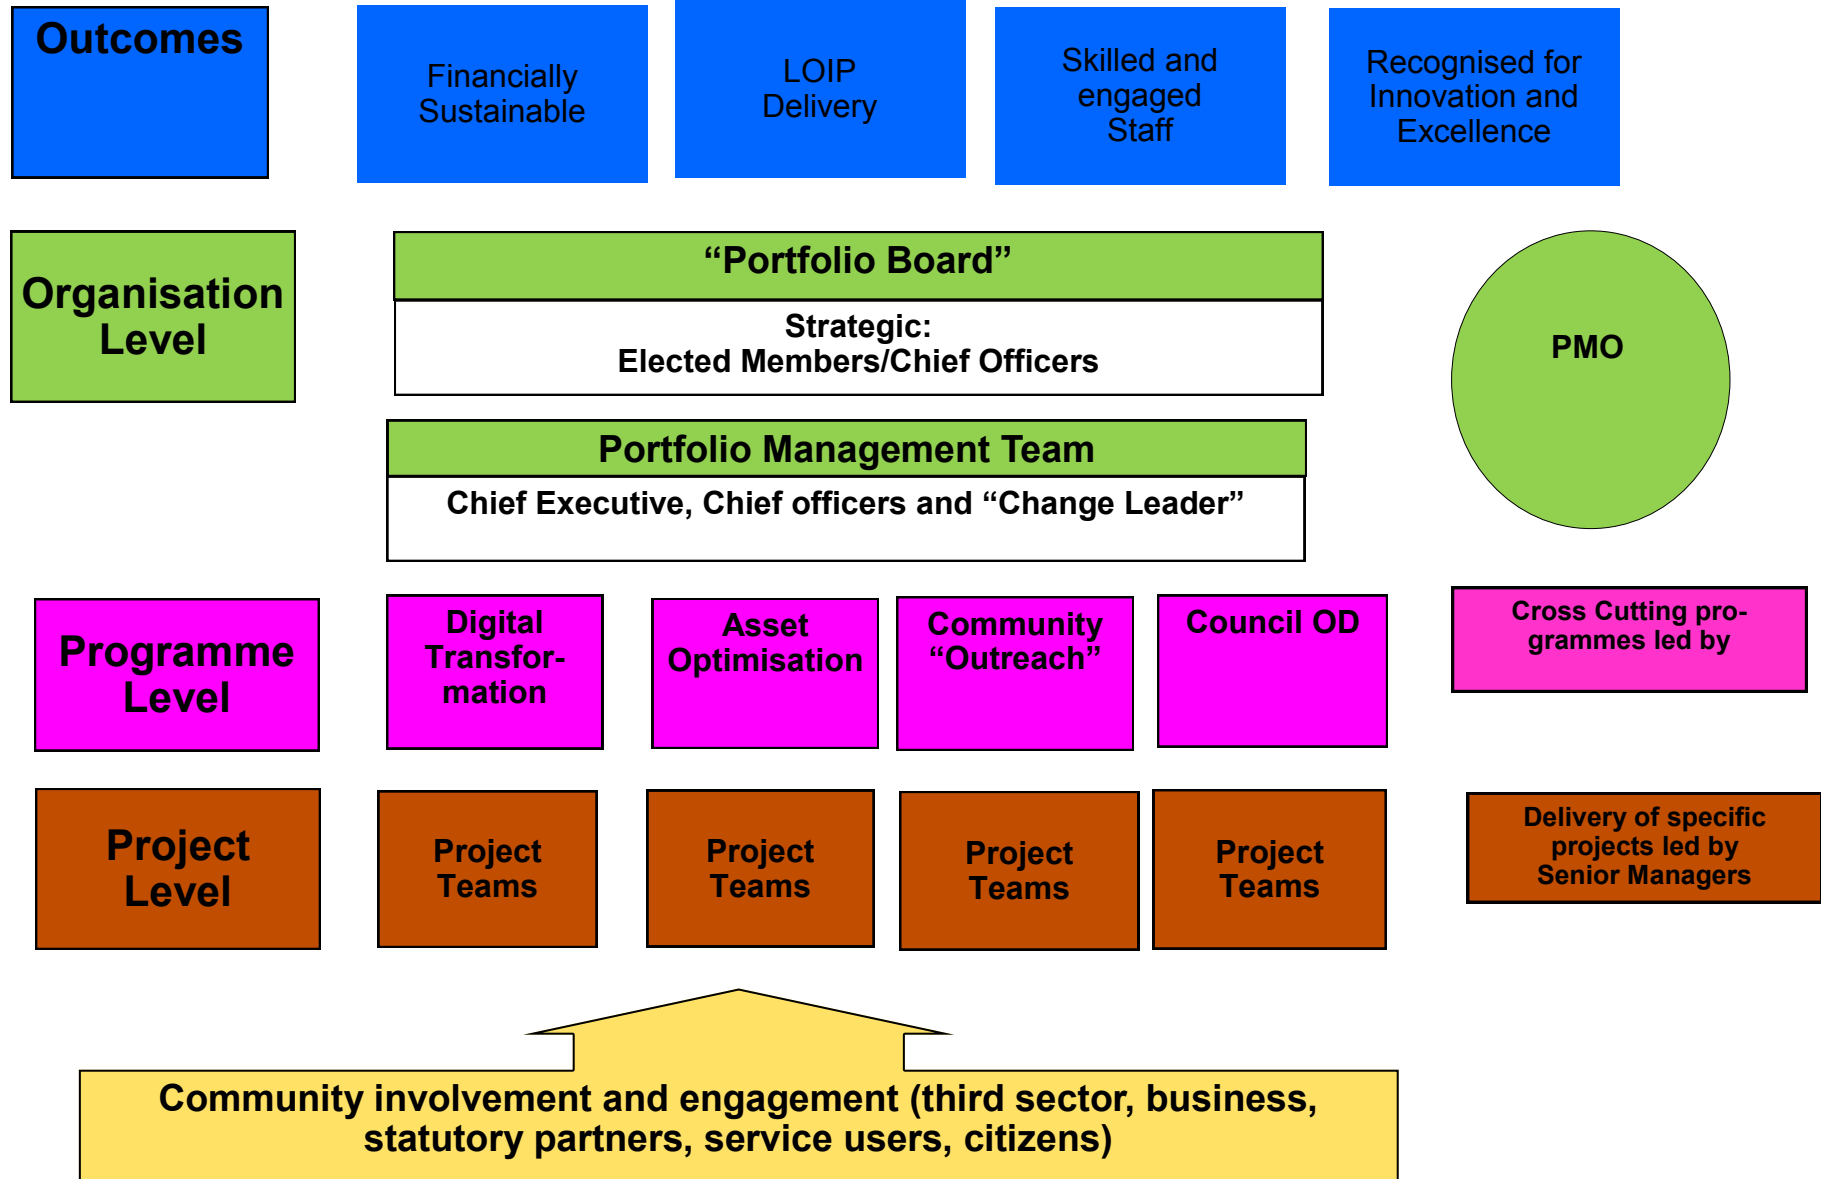 Outcomes
Financially
Sustainable
LOIP
Delivery
Skilled and
engaged
Staff
Recognised for
Innovation and
Excellence
Organisation
Level
“Portfolio Board”
Strategic:
Elected Members/Chief Officers
PMO
Portfolio Management Team
Chief Executive, Chief officers and “Change Leader”
Programme
Level
Digital
Transfor-
mation
Asset
Optimisation
Community
“Outreach”
Council OD
Cross Cutting pro-
grammes led by
Project
Level
Project
Teams
Project
Teams
Project
Teams
Project
Teams
Delivery of specific
projects led by
Senior Managers
Community involvement and engagement (third sector, business,
statutory partners, service users, citizens)